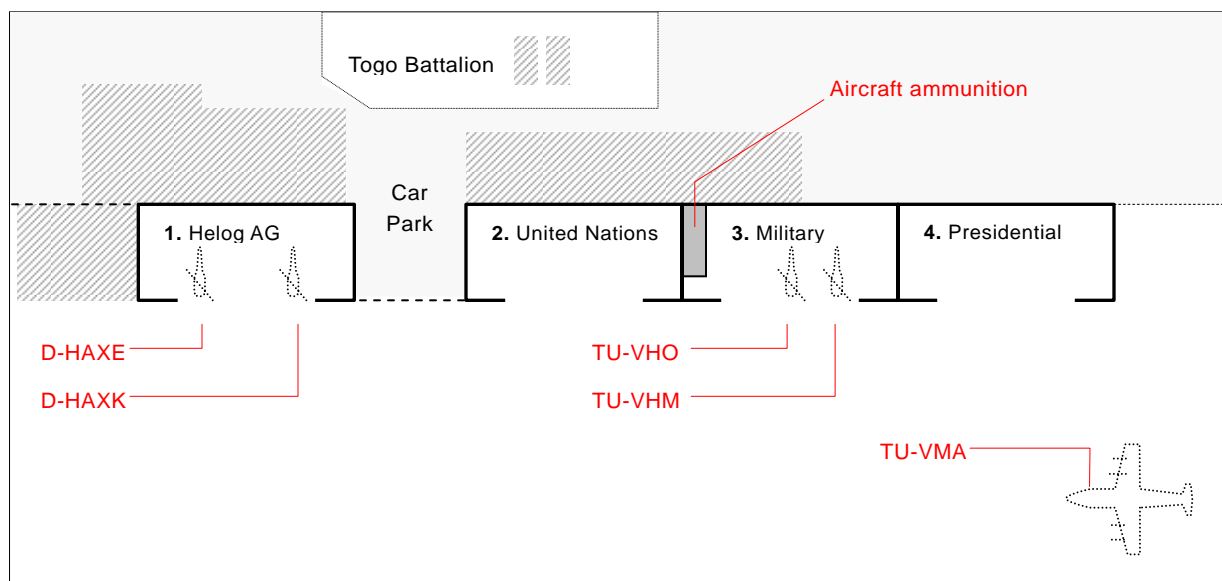 Togo Battalion
Aircraft ammunition
Car
Park
1. Helog AG
2. United Nations
3. Military
4. Presidential
D-HAXE
TU-VHO
D-HAXK
TU-VHM
TU-VMA